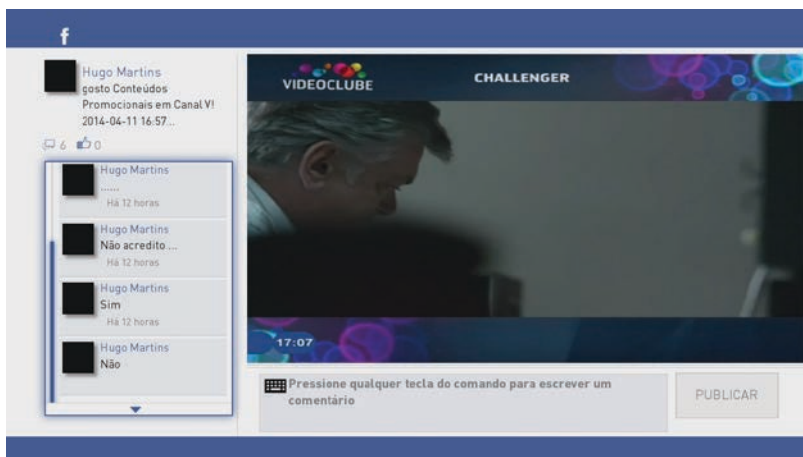 f
Hugo Martins
gosto Conteúdos
Promocionais em Canal V!
2014-04-11 16:57...
6 0
Hugo Martins
......
Há 12 horas
Hugo Martins
Não acredito ...
Há 12 horas
Hugo Martins
Sim
Há 12 horas
Hugo Martins
Não
VIDEOCLUBE
CHALLENGER
17:07
Pressione qualquer tecla do comando para escrever um
comentário
PUBLICAR